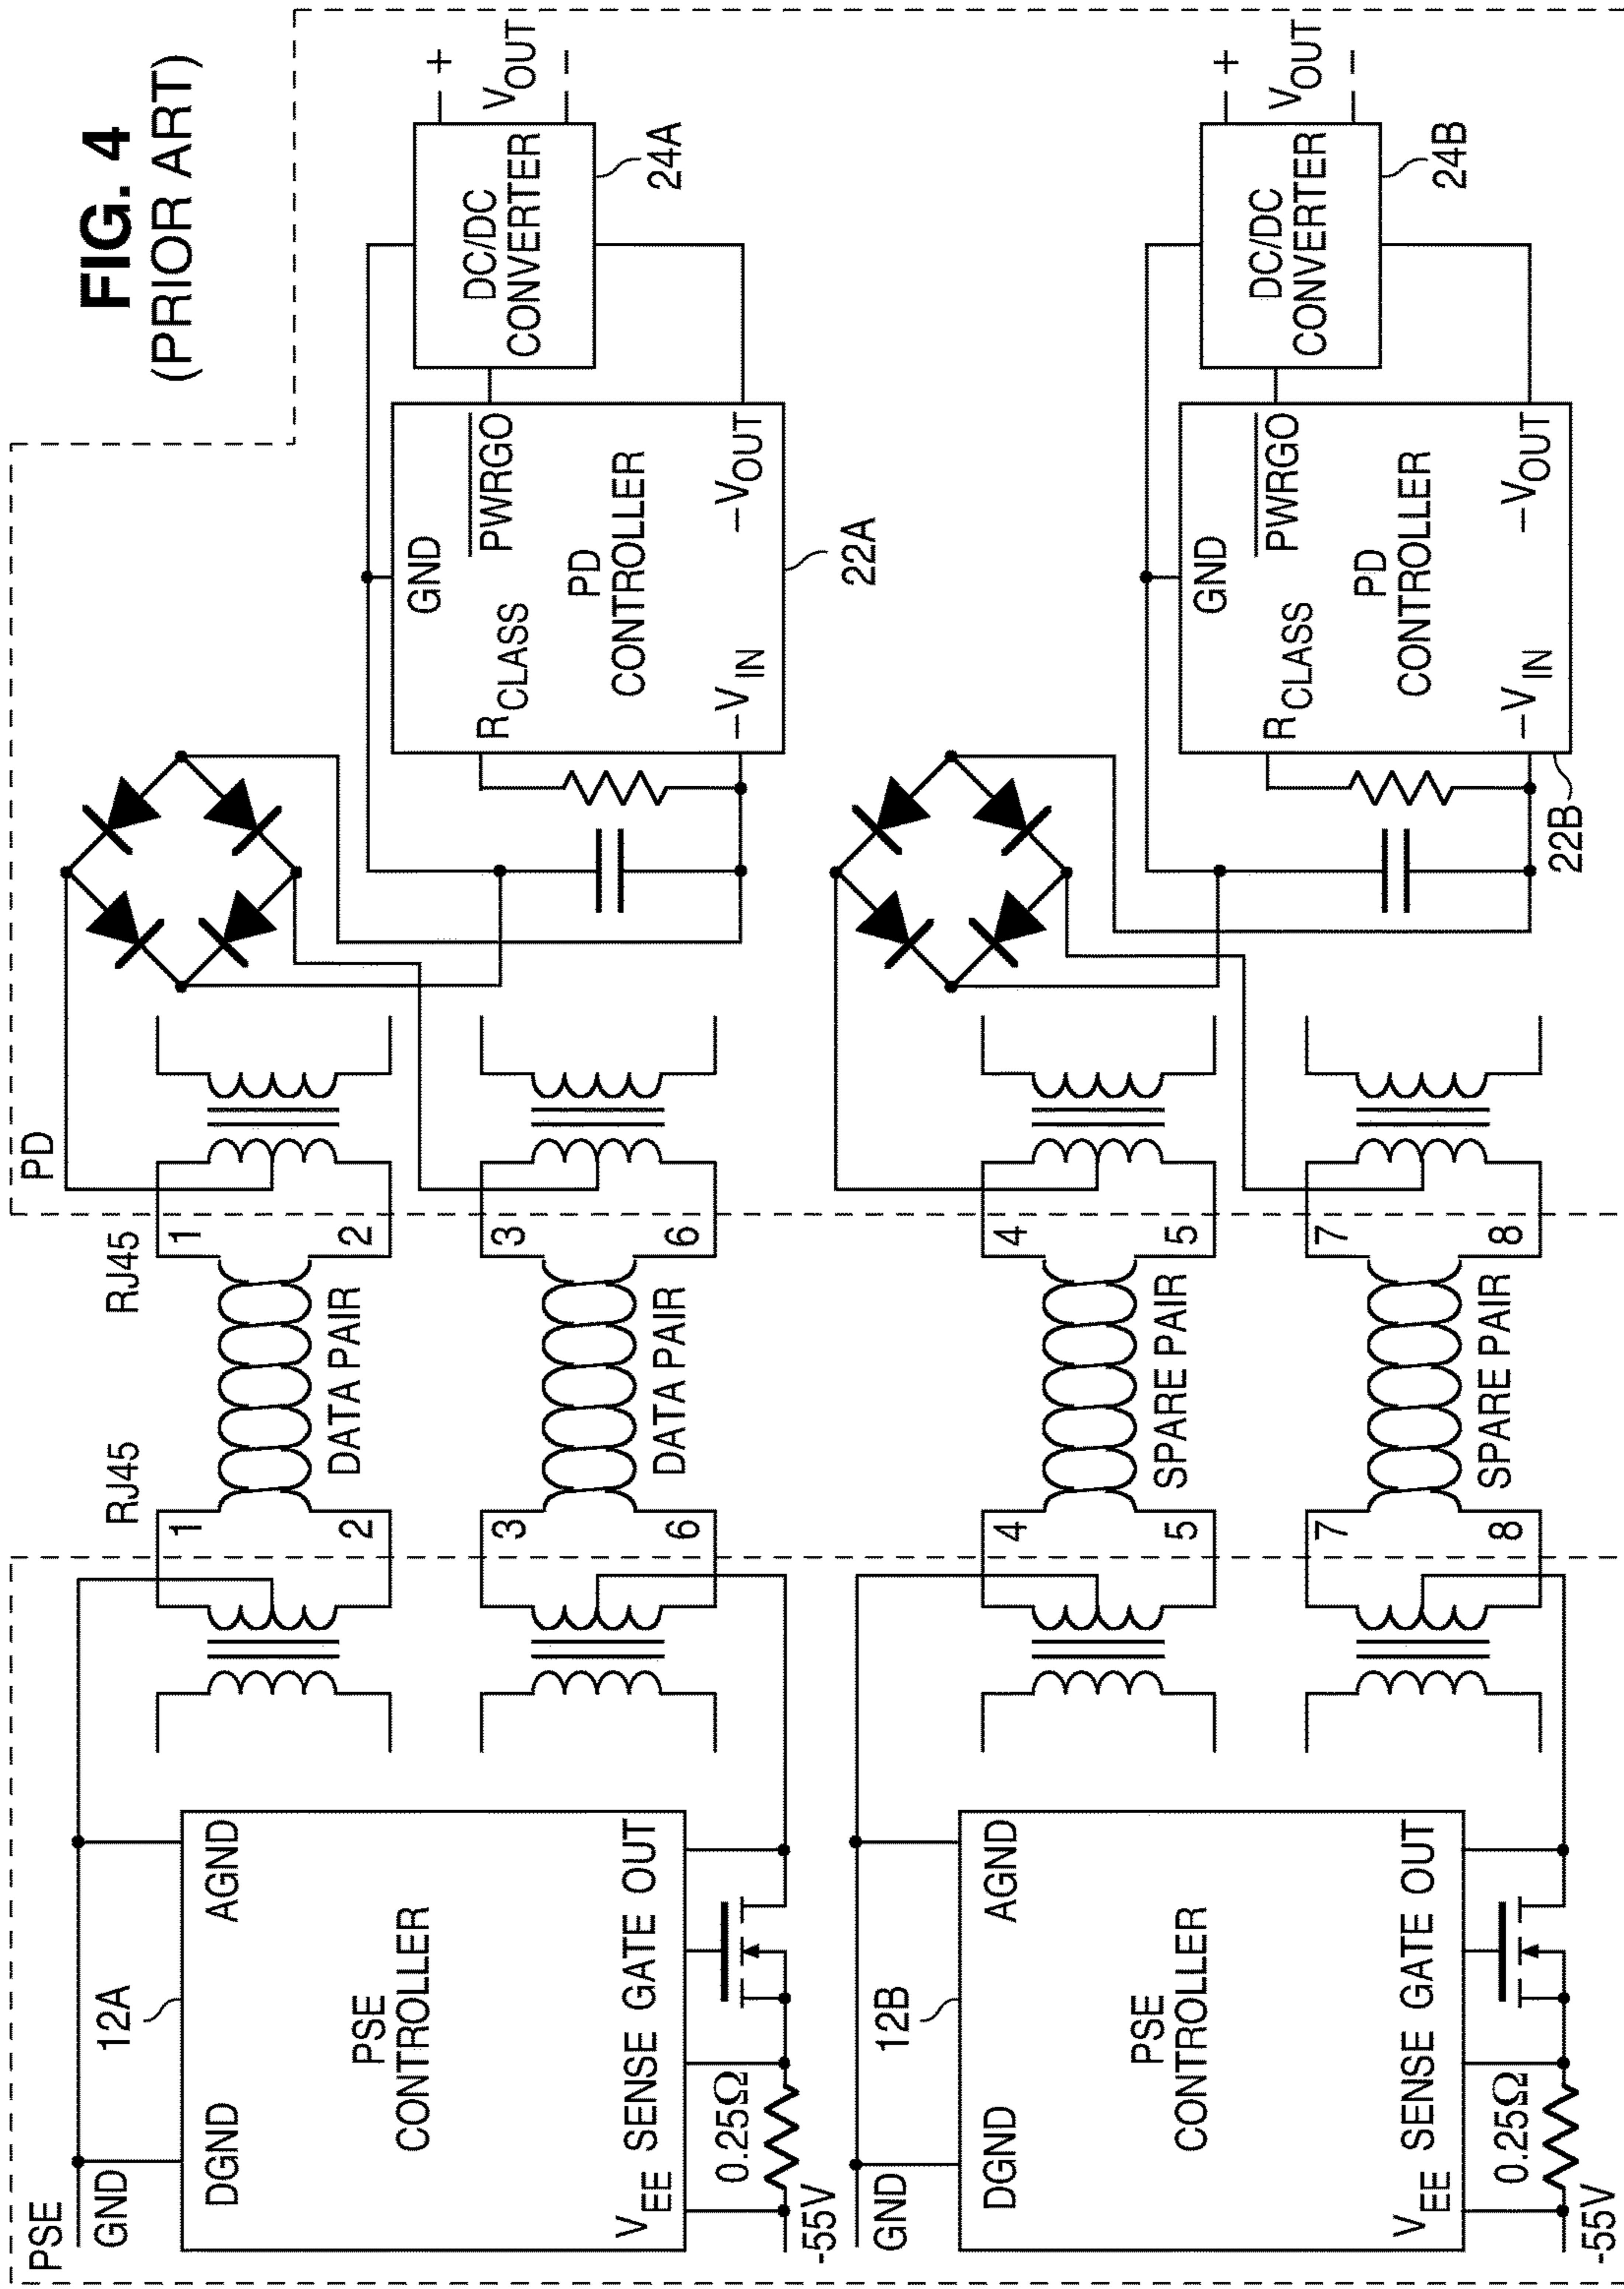 FIG. 4
(PRIOR ART)
PSE
GND
12A
DGND
AGND
PSE
CONTROLLER
VEE SENSE GATE OUT
0.25Ω
-55V
RJ45
RJ45
1
2
DATA PAIR
1
2
3
6
DATA PAIR
3
6
PD
GND
RCLASS
PWRGO
PD
CONTROLLER
–VIN
–VOUT
22A
DC/DC
CONVERTER
24A
+
VOUT
–
GND
12B
DGND
AGND
PSE
CONTROLLER
VEE SENSE GATE OUT
0.25Ω
-55V
4
5
SPARE PAIR
4
5
7
8
SPARE PAIR
7
8
GND
RCLASS
PWRGO
PD
CONTROLLER
–VIN
–VOUT
22B
DC/DC
CONVERTER
24B
+
VOUT
–